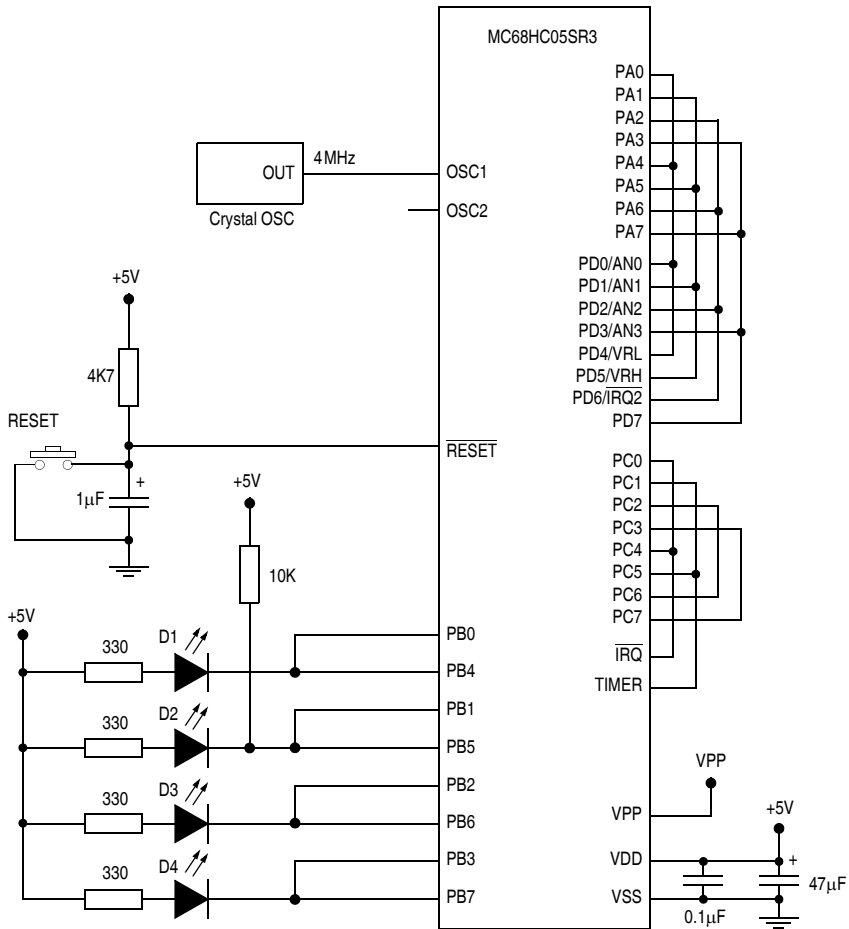 MC68HC05SR3
PA0
PA1
PA2
PA3
PA4
PA5
PA6
PA7
PD0/AN0
PD1/AN1
PD2/AN2
PD3/AN3
PD4/VRL
PD5/VRH
PD6/IRQ2
PD7
PC0
PC1
PC2
PC3
PC4
PC5
PC6
PC7
IRQ
TIMER
VPP
VDD
VSS
OUT
4MHz
Crystal OSC
OSC1
OSC2
+5V
4K7
RESET
RESET
+
1µF
+5V
10K
+5V
330
D1
PB0
PB4
330
D2
PB1
PB5
330
D3
PB2
PB6
330
D4
PB3
PB7
VPP
+5V
+
47µF
0.1µF